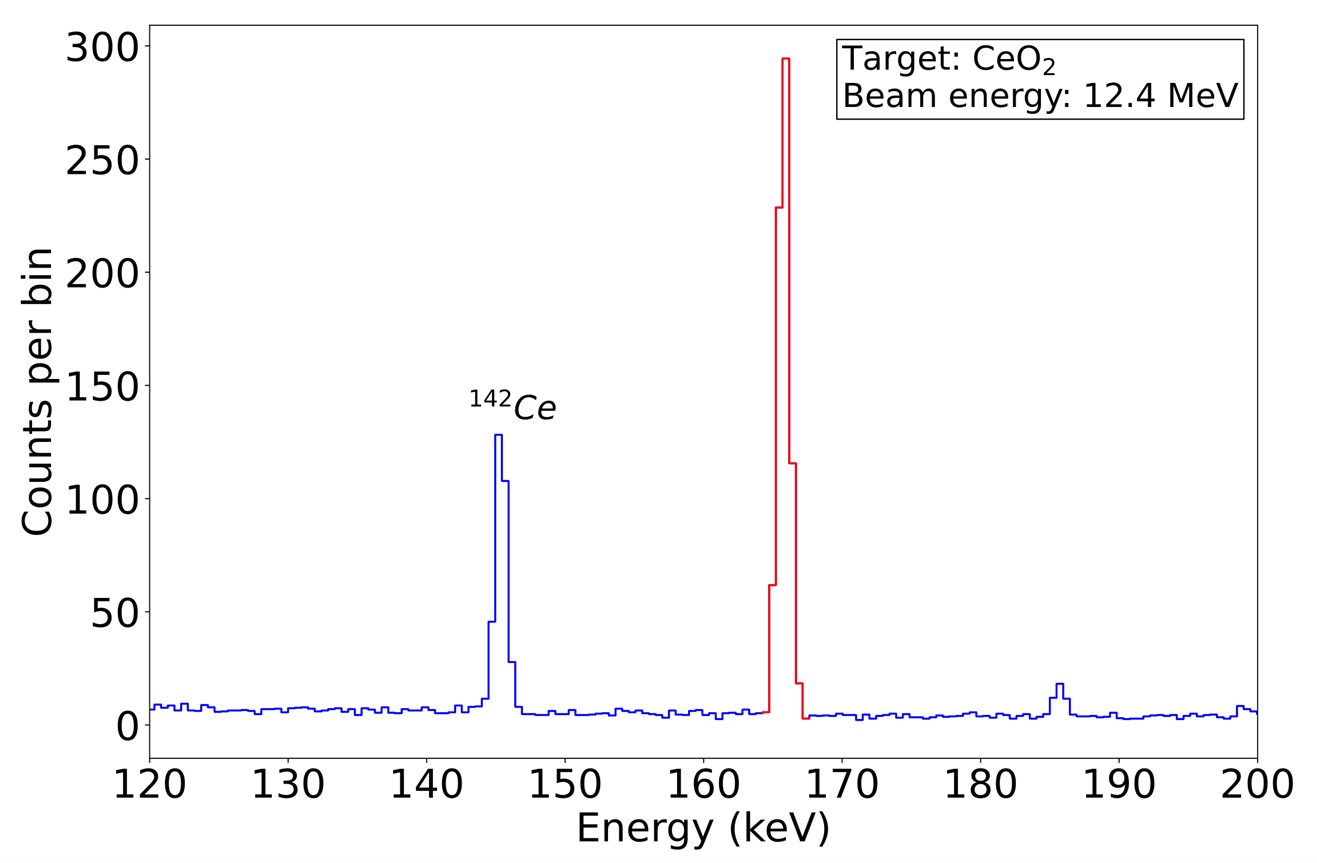 300
250
200
150
100
50
0
120 130 140 150 160 170 180 190 200
Counts per bin
Energy (keV)
¹⁴²Ce
Target: CeO₂
Beam energy: 12.4 MeV